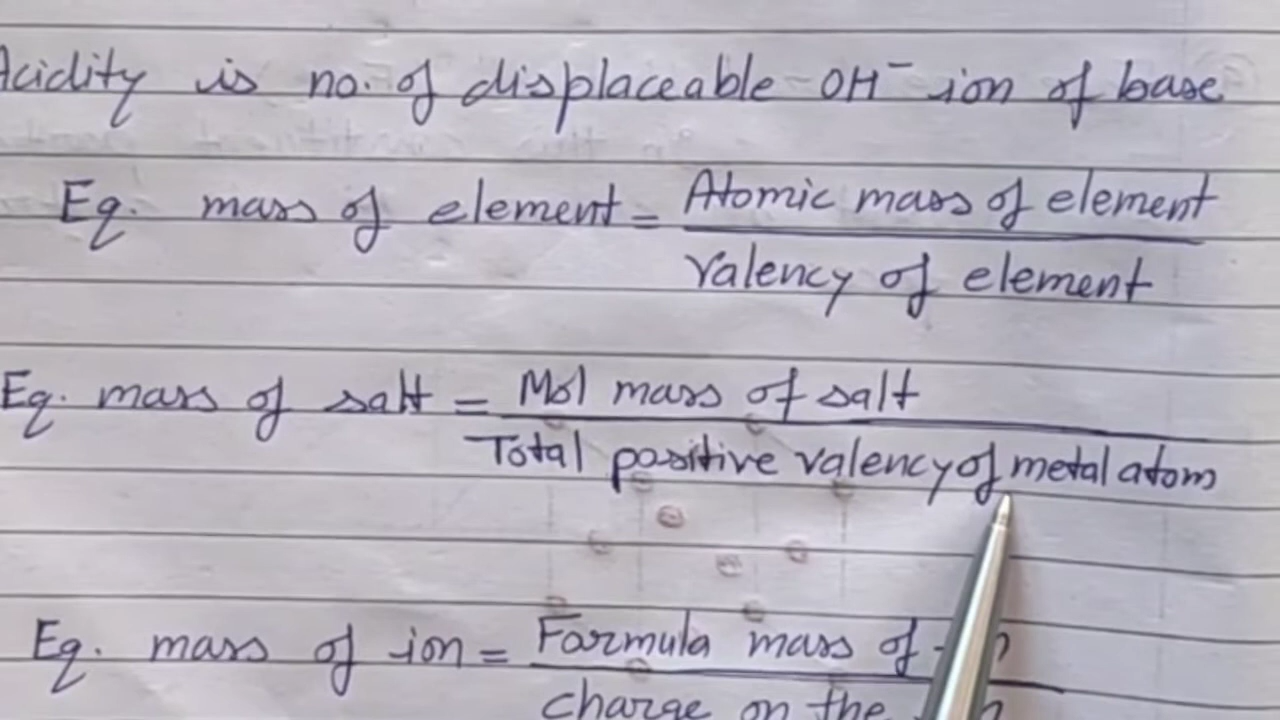 Acidity is no. of displaceable OH⁻ ion of base
Eq. mass of element = Atomic mass of element
Valency of element
Eq. mass of salt = Mol mass of salt
Total positive valency of metal atom
Eq. mass of ion = Formula mass of
charge on the